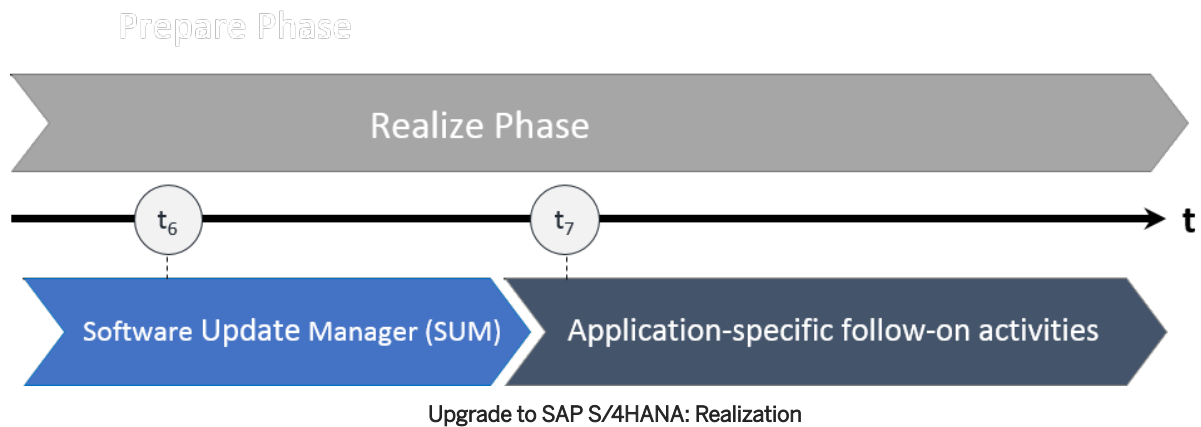 Prepare Phase
Realize Phase
t6
t7
t
Software Update Manager (SUM)
Application-specific follow-on activities
Upgrade to SAP S/4HANA: Realization